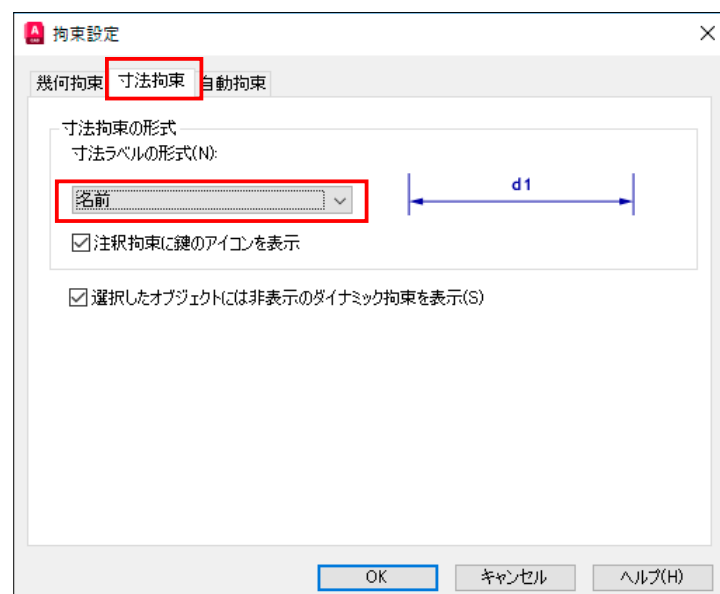 拘束設定
幾何拘束 寸法拘束 自動拘束
寸法拘束の形式
寸法ラベルの形式(N):
名前
d1
注釈拘束に鍵のアイコンを表示
選択したオブジェクトには非表示のダイナミック拘束を表示(S)
OK キャンセル ヘルプ(H)